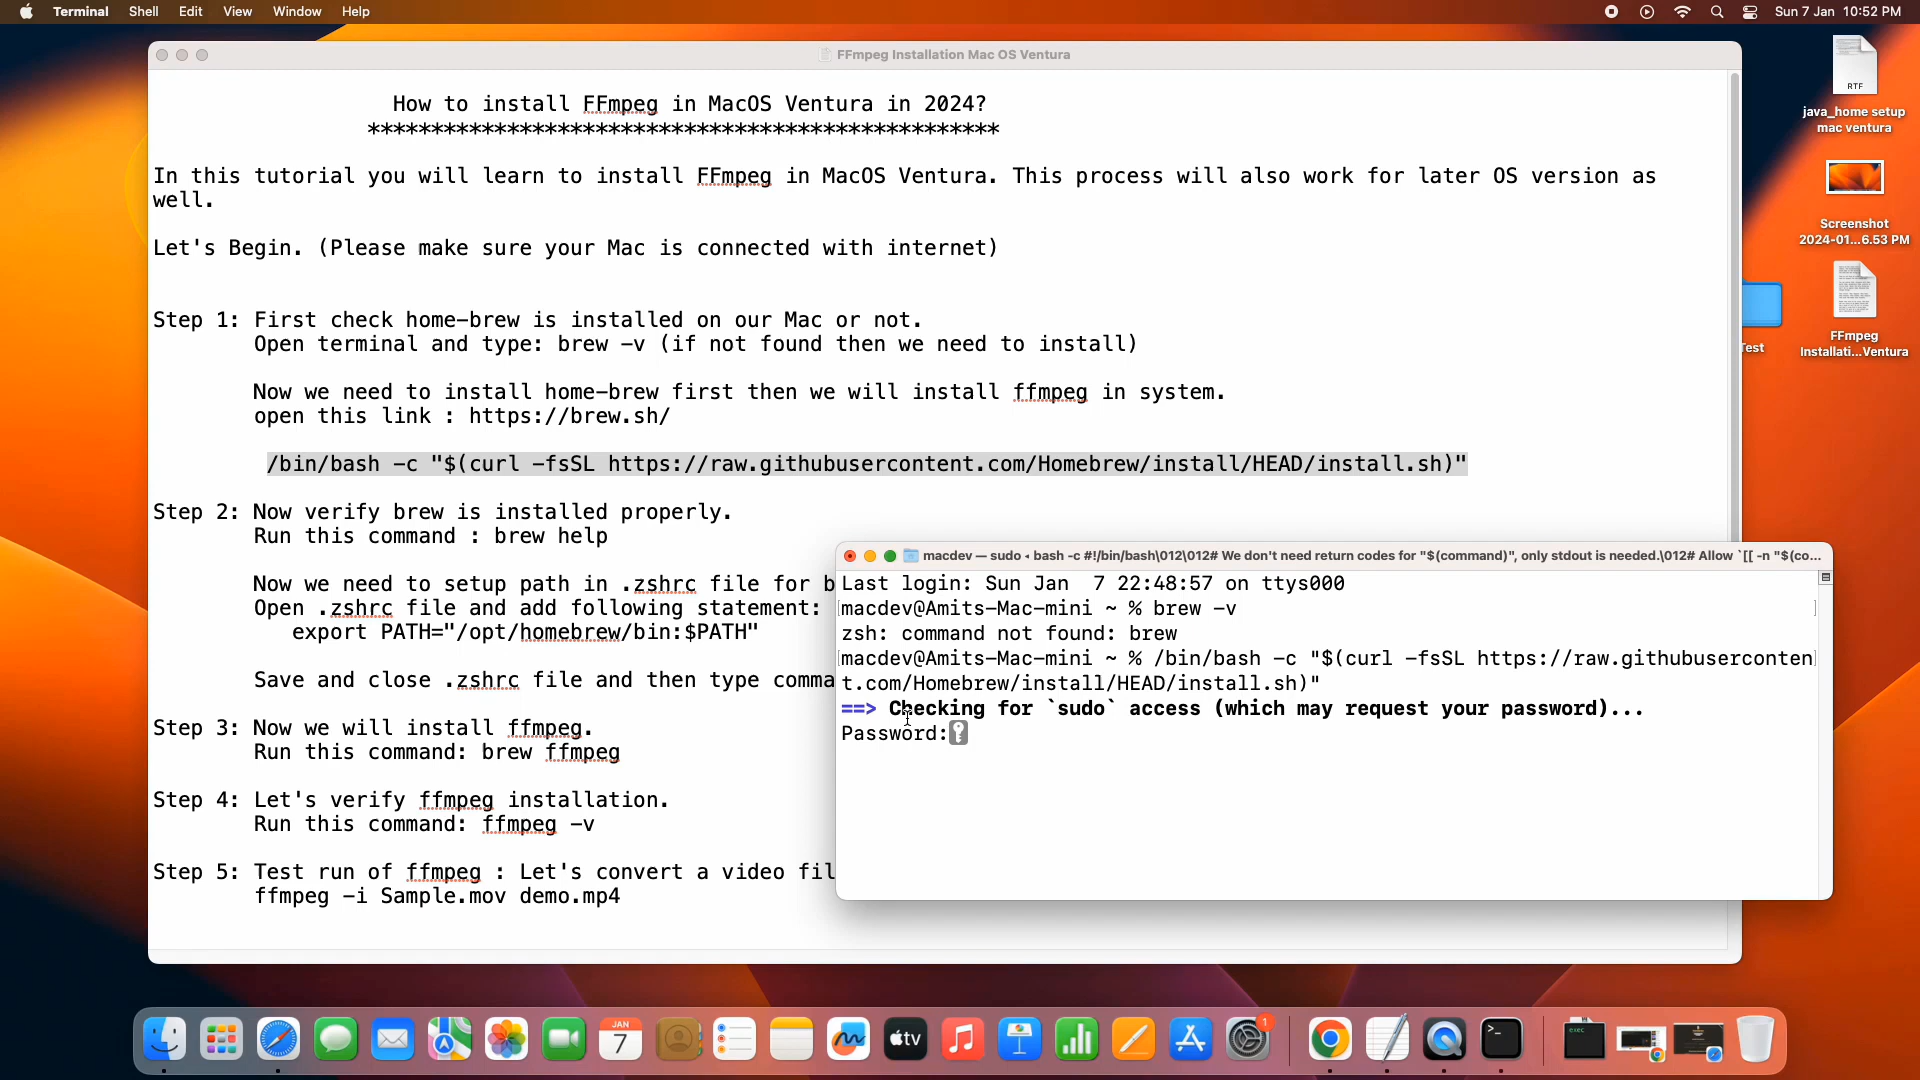 Terminal Shell Edit View Window Help
Sun 7 Jan 10:52 PM
FFmpeg Installation Mac OS Ventura
How to install FFmpeg in MacOS Ventura in 2024?
**************************************************
In this tutorial you will learn to install FFmpeg in MacOS Ventura. This process will also work for later OS version as
well.
Let's Begin. (Please make sure your Mac is connected with internet)
Step 1: First check home-brew is installed on our Mac or not.
Open terminal and type: brew -v (if not found then we need to install)
Now we need to install home-brew first then we will install ffmpeg in system.
open this link : https://brew.sh/
/bin/bash -c "$(curl -fsSL https://raw.githubusercontent.com/Homebrew/install/HEAD/install.sh)"
Step 2: Now verify brew is installed properly.
Run this command : brew help
Now we need to setup path in .zshrc file for b
Open .zshrc file and add following statement:
export PATH="/opt/homebrew/bin:$PATH"
Save and close .zshrc file and then type comma
Step 3: Now we will install ffmpeg.
Run this command: brew ffmpeg
Step 4: Let's verify ffmpeg installation.
Run this command: ffmpeg -v
Step 5: Test run of ffmpeg : Let's convert a video fil
ffmpeg -i Sample.mov demo.mp4
macdev — sudo ◂ bash -c #!/bin/bash\012\012# We don't need return codes for "$(command)", only stdout is needed.\012# Allow `[[ -n "$(co...
Last login: Sun Jan  7 22:48:57 on ttys000
[macdev@Amits-Mac-mini ~ % brew -v ]
zsh: command not found: brew
[macdev@Amits-Mac-mini ~ % /bin/bash -c "$(curl -fsSL https://raw.githubuserconten]
t.com/Homebrew/install/HEAD/install.sh)"
==> Checking for `sudo` access (which may request your password)...
Password:
RTF
java_home setup
mac ventura
Screenshot
2024-01...6.53 PM
FFmpeg
Installati...Ventura
Test
JAN
7
tv
1
exec